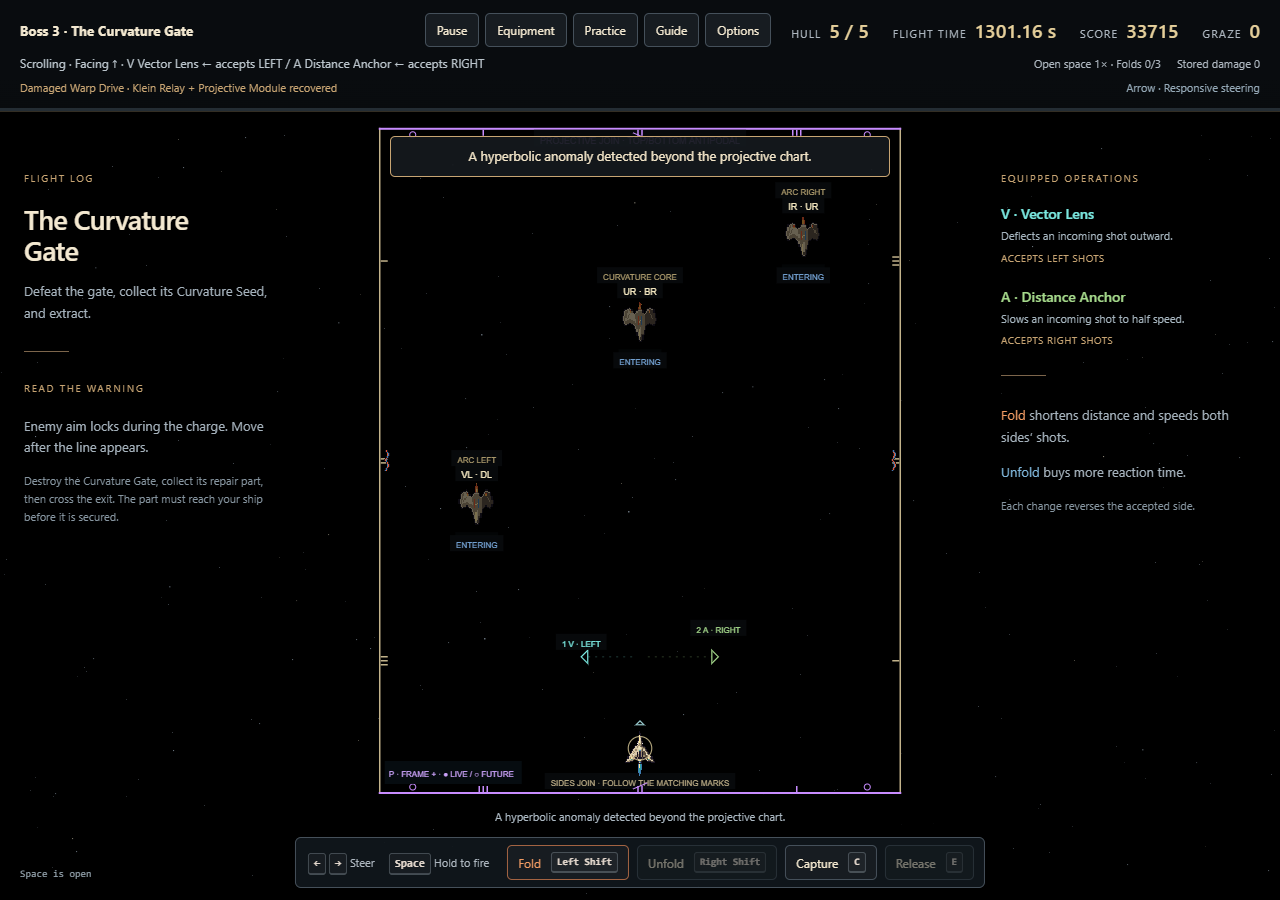 Boss 3 · The Curvature Gate
Pause
Equipment
Practice
Guide
Options
HULL 5 / 5
FLIGHT TIME 1301.16 s
SCORE 33715
GRAZE 0
Scrolling · Facing ↑ · V Vector Lens ← accepts LEFT / A Distance Anchor ← accepts RIGHT
Open space 1× · Folds 0/3
Stored damage 0
Damaged Warp Drive · Klein Relay + Projective Module recovered
Arrow · Responsive steering
A hyperbolic anomaly detected beyond the projective chart.
FLIGHT LOG
The Curvature
Gate
Defeat the gate, collect its Curvature Seed,
and extract.
READ THE WARNING
Enemy aim locks during the charge. Move
after the line appears.
Destroy the Curvature Gate, collect its repair part,
then cross the exit. The part must reach your ship
before it is secured.
ARC RIGHT
IR · UR
ENTERING
CURVATURE CORE
UR · BR
ENTERING
ARC LEFT
VL · DL
ENTERING
1 V · LEFT
2 A · RIGHT
P · FRAME + · ● LIVE / ○ FUTURE
SIDES JOIN · FOLLOW THE MATCHING MARKS
EQUIPPED OPERATIONS
V · Vector Lens
Deflects an incoming shot outward.
ACCEPTS LEFT SHOTS
A · Distance Anchor
Slows an incoming shot to half speed.
ACCEPTS RIGHT SHOTS
Fold shortens distance and speeds both
sides' shots.
Unfold buys more reaction time.
Each change reverses the accepted side.
A hyperbolic anomaly detected beyond the projective chart.
← → Steer
Space Hold to fire
Fold Left Shift
Unfold Right Shift
Capture C
Release E
Space is open